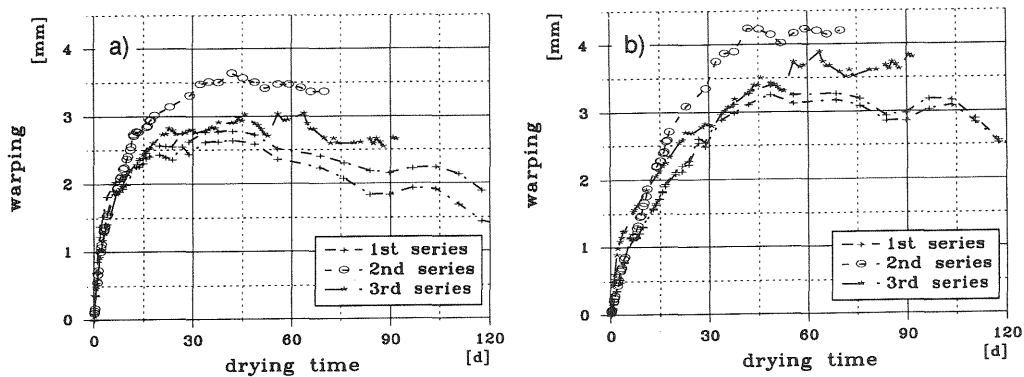 a)
[mm]
4
3
2
1
0
warping
1st series
2nd series
3rd series
0 30 60 90 120
drying time [d]
b)
[mm]
4
3
2
1
0
warping
1st series
2nd series
3rd series
0 30 60 90 120
drying time [d]